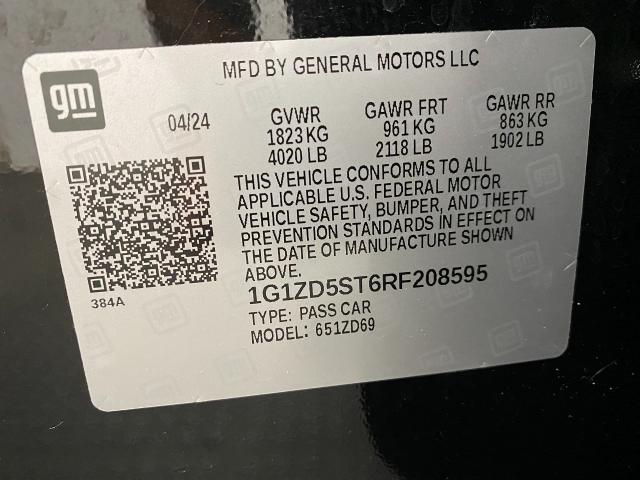 MFD BY GENERAL MOTORS LLC
gm
04/24
GVWR
1823 KG
4020 LB
GAWR FRT
961 KG
2118 LB
GAWR RR
863 KG
1902 LB
THIS VEHICLE CONFORMS TO ALL
APPLICABLE U.S. FEDERAL MOTOR
VEHICLE SAFETY, BUMPER, AND THEFT
PREVENTION STANDARDS IN EFFECT ON
THE DATE OF MANUFACTURE SHOWN
ABOVE.
384A
1G1ZD5ST6RF208595
TYPE: PASS CAR
MODEL: 651ZD69